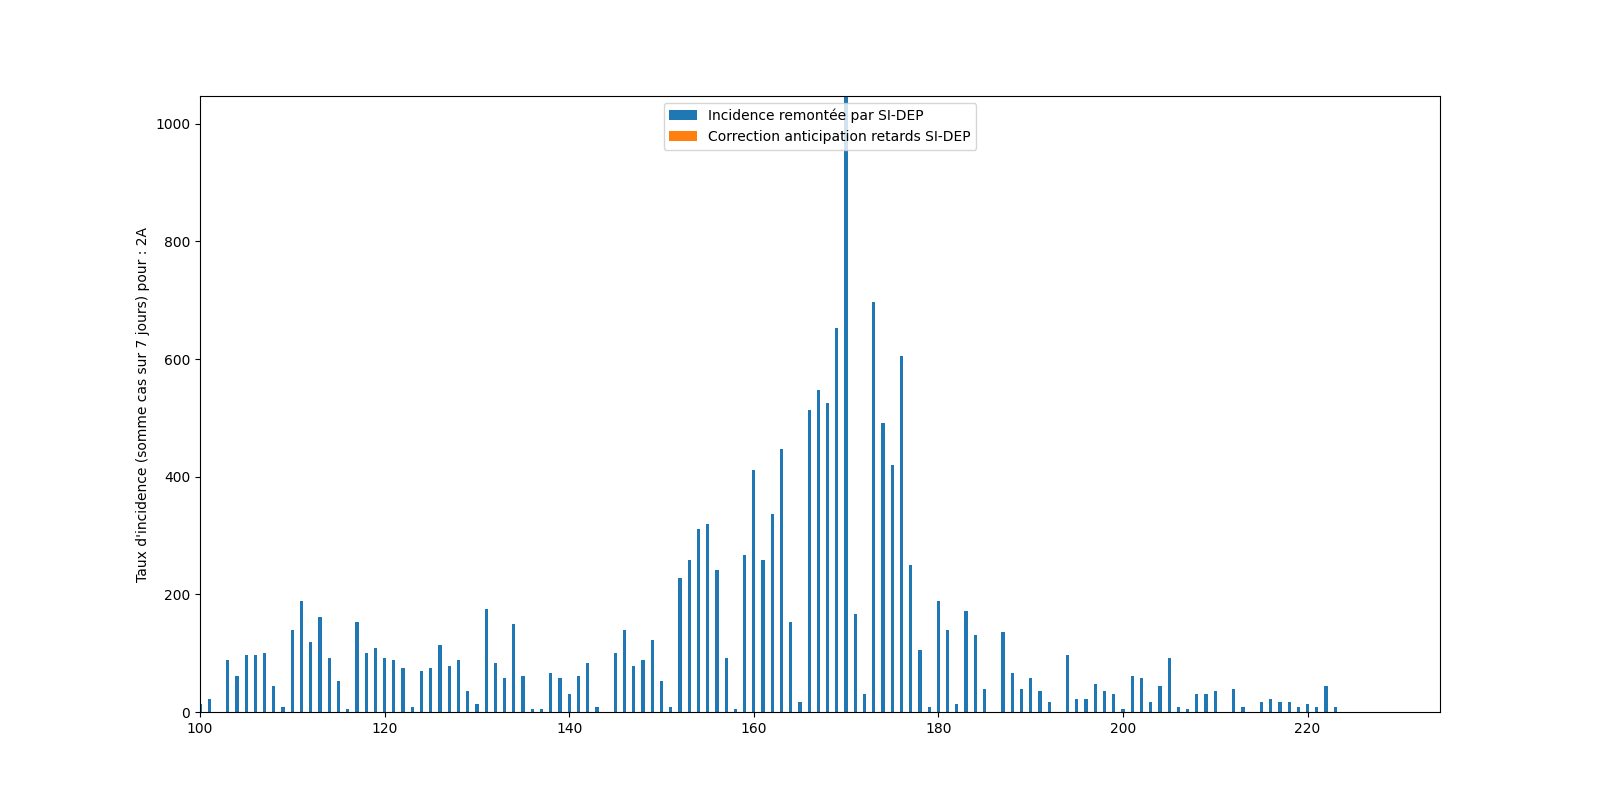 Incidence remontée par SI-DEP
Correction anticipation retards SI-DEP
Taux d'incidence (somme cas sur 7 jours) pour : 2A
1000
800
600
400
200
0
100 120 140 160 180 200 220